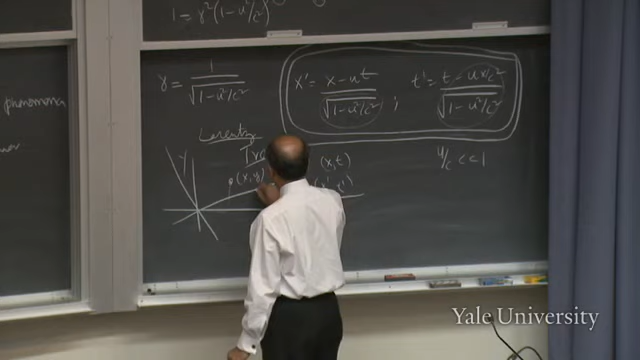 1 = γ²(1-u²/c²)
phenomena
γ = 1/√(1-u²/c²)
x' = (x-ut)/√(1-u²/c²) ; t' = (t-ux/c²)/√(1-u²/c²)
Lorentz
(x,t)
u/c <<1
y
(x,y)
Yale University